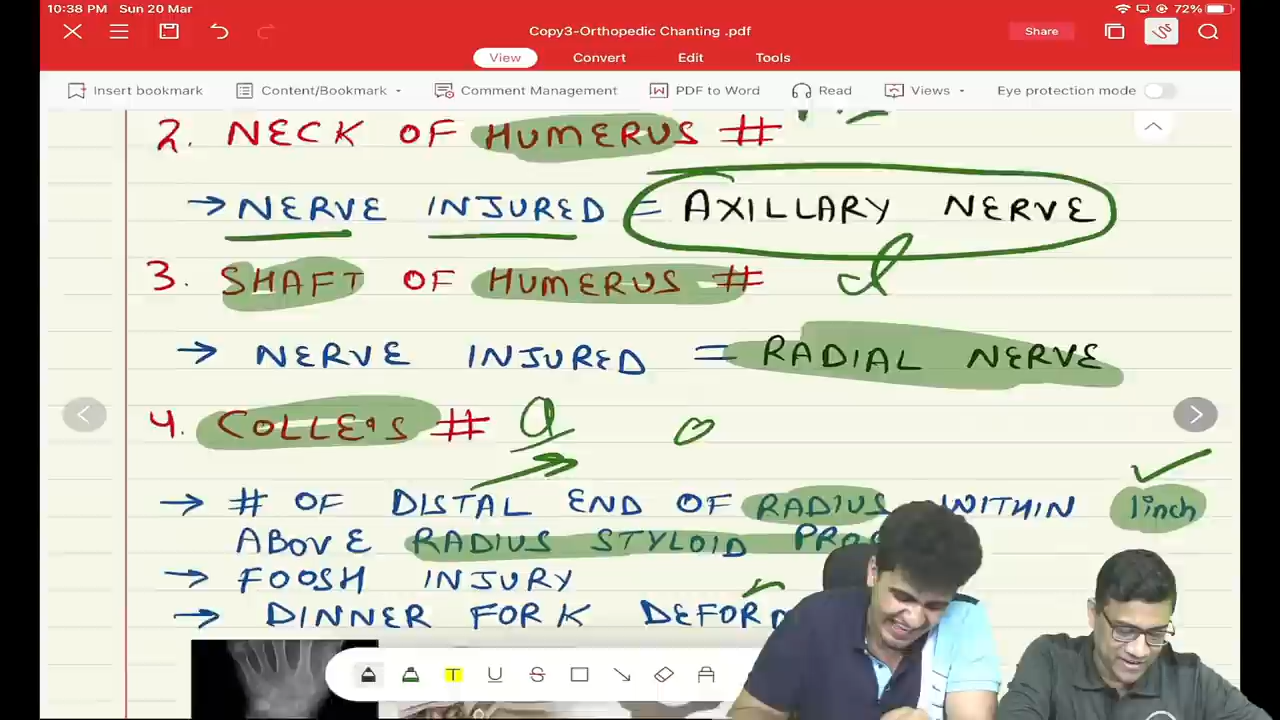 10:38 PM Sun 20 Mar
72%
Copy3-Orthopedic Chanting .pdf
Share
View Convert Edit Tools
Insert bookmark Content/Bookmark Comment Management PDF to Word Read Views Eye protection mode
2. NECK OF HUMERUS #
→ NERVE INJURED = AXILLARY NERVE
3. SHAFT OF HUMERUS #
→ NERVE INJURED = RADIAL NERVE
4. COLLE'S #
→ # OF DISTAL END OF RADIUS WITHIN 1inch
ABOVE RADIUS STYLOID
→ FOOSH INJURY
→ DINNER FORK
T U S